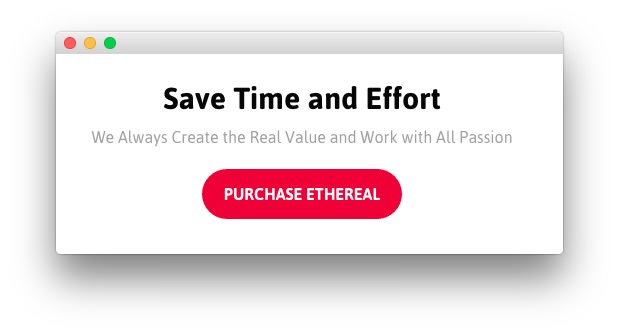 Save Time and Effort
We Always Create the Real Value and Work with All Passion
PURCHASE ETHEREAL